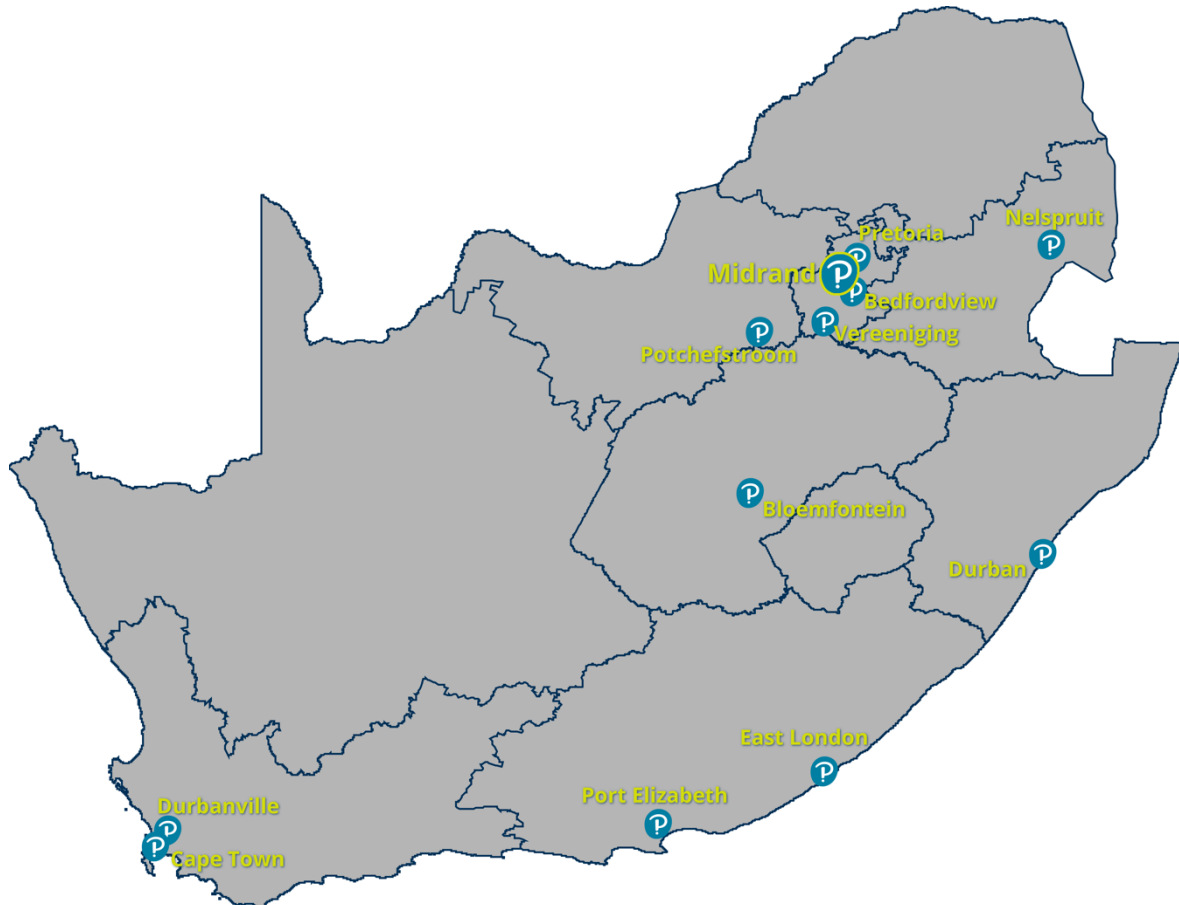 Nelspruit
Pretoria
Midrand
Bedfordview
Vereeniging
Potchefstroom
Bloemfontein
Durban
East London
Port Elizabeth
Durbanville
Cape Town